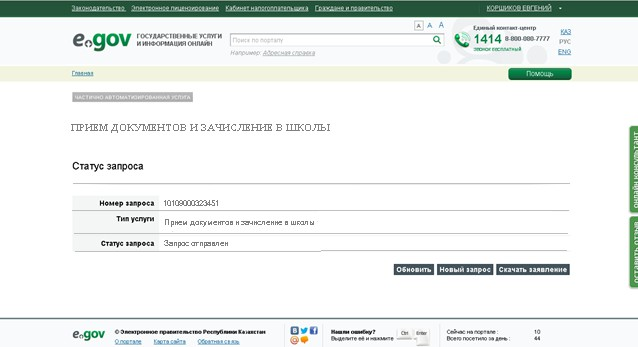 Законодательство Электронное лицензирование Кабинет налогоплательщика Граждане и правительство КОРШИКОВ ЕВГЕНИЙ
egov ГОСУДАРСТВЕННЫЕ УСЛУГИ И ИНФОРМАЦИЯ ОНЛАЙН
A A A
Поиск по порталу
Например: Адресная справка
Единый контакт-центр
1414 8-800-888-7777
ЗВОНОК БЕСПЛАТНЫЙ
ҚАЗ
РУС
ENG
Главная
Помощь
ЧАСТИЧНО АВТОМАТИЗИРОВАННАЯ УСЛУГА
ПРИЕМ ДОКУМЕНТОВ И ЗАЧИСЛЕНИЕ В ШКОЛЫ
Статус запроса
Номер запроса 10109000323451
Тип услуги Прием документов и зачисление в школы
Статус запроса Запрос отправлен
Обновить Новый запрос Скачать заявление
онлайн консультант
оставить отзыв
egov © Электронное правительство Республики Казахстан
О портале Карта сайта Обратная связь
Нашли ошибку?
Выделите её и нажмите Ctrl Enter
Сейчас на портале : 10
Всего посетило за день : 44